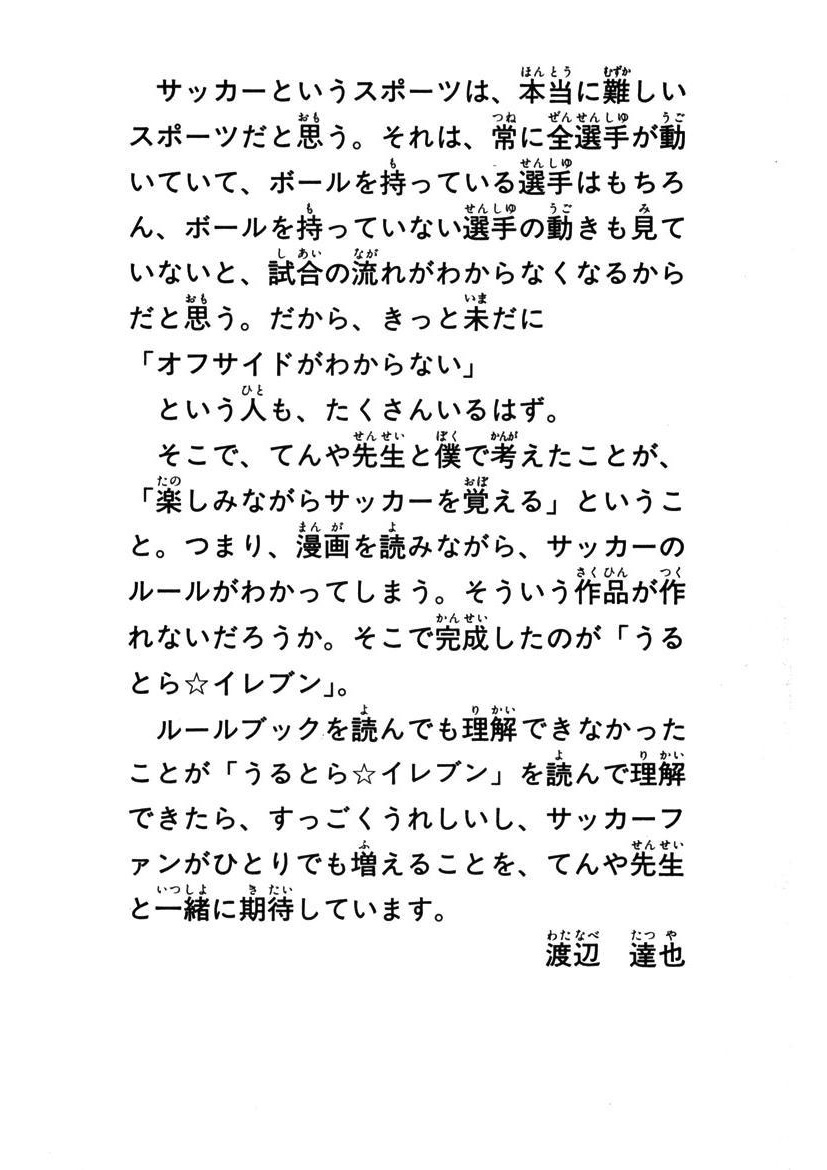 サッカーというスポーツは、本当に難しい
スポーツだと思う。それは、常に全選手が動
いていて、ボールを持っている選手はもちろ
ん、ボールを持っていない選手の動きも見て
いないと、試合の流れがわからなくなるから
だと思う。だから、きっと未だに
「オフサイドがわからない」
という人も、たくさんいるはず。
そこで、てんや先生と僕で考えたことが、
「楽しみながらサッカーを覚える」というこ
と。つまり、漫画を読みながら、サッカーの
ルールがわかってしまう。そういう作品が作
れないだろうか。そこで完成したのが「うる
とら☆イレブン」。
ルールブックを読んでも理解できなかった
ことが「うるとら☆イレブン」を読んで理解
できたら、すっごくうれしいし、サッカーフ
ァンがひとりでも増えることを、てんや先生
と一緒に期待しています。
渡辺　達也